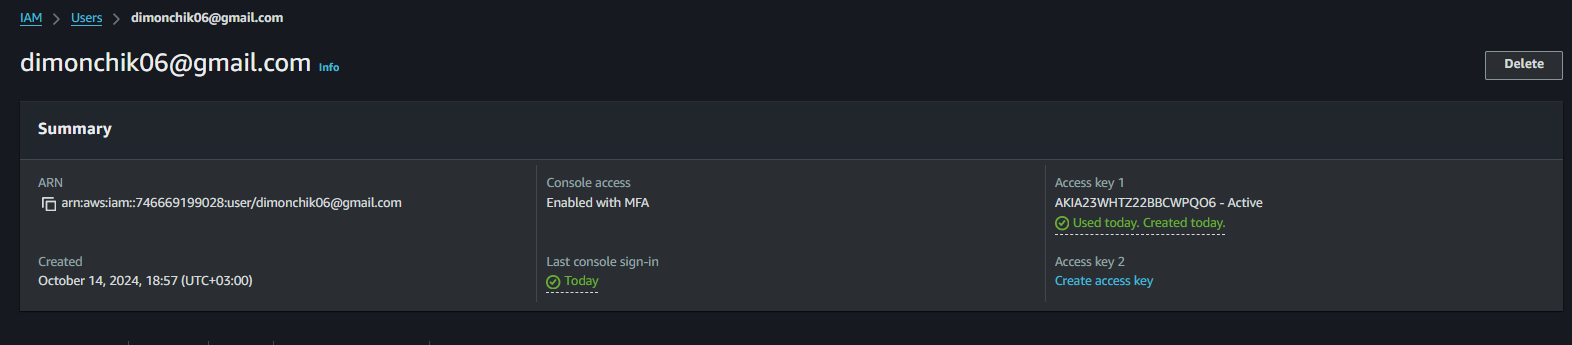 IAM > Users > dimonchik06@gmail.com
dimonchik06@gmail.com Info
Delete
Summary
ARN
arn:aws:iam::746669199028:user/dimonchik06@gmail.com
Created
October 14, 2024, 18:57 (UTC+03:00)
Console access
Enabled with MFA
Last console sign-in
Today
Access key 1
AKIA23WHTZ22BBCWPQO6 - Active
Used today. Created today.
Access key 2
Create access key